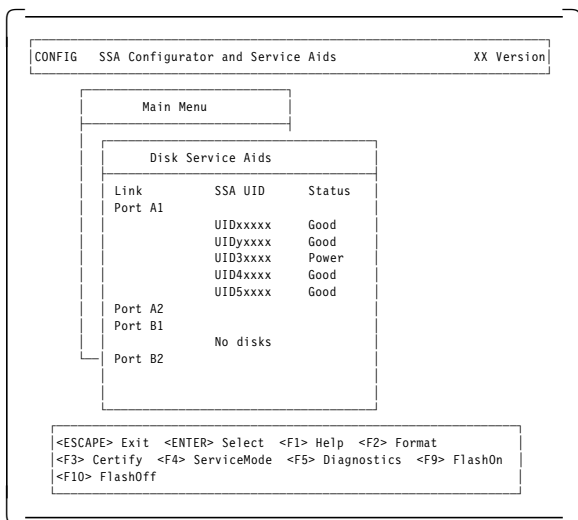 CONFIG SSA Configurator and Service Aids XX Version
Main Menu
Disk Service Aids
Link SSA UID Status
Port A1
UIDxxxxx Good
UIDyxxxx Good
UID3xxxx Power
UID4xxxx Good
UID5xxxx Good
Port A2
Port B1
No disks
Port B2
<ESCAPE> Exit <ENTER> Select <F1> Help <F2> Format
<F3> Certify <F4> ServiceMode <F5> Diagnostics <F9> FlashOn
<F10> FlashOff